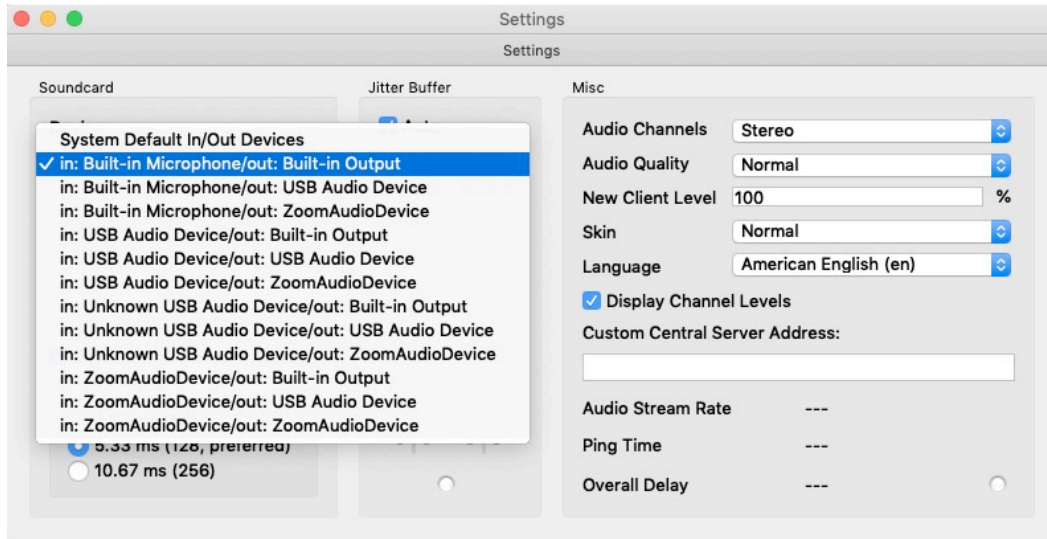 Settings
Settings
Soundcard
Jitter Buffer
Misc
System Default In/Out Devices
✓ in: Built-in Microphone/out: Built-in Output
in: Built-in Microphone/out: USB Audio Device
in: Built-in Microphone/out: ZoomAudioDevice
in: USB Audio Device/out: Built-in Output
in: USB Audio Device/out: USB Audio Device
in: USB Audio Device/out: ZoomAudioDevice
in: Unknown USB Audio Device/out: Built-in Output
in: Unknown USB Audio Device/out: USB Audio Device
in: Unknown USB Audio Device/out: ZoomAudioDevice
in: ZoomAudioDevice/out: Built-in Output
in: ZoomAudioDevice/out: USB Audio Device
in: ZoomAudioDevice/out: ZoomAudioDevice
5.33 ms (128, preferred)
10.67 ms (256)
Audio Channels Stereo
Audio Quality Normal
New Client Level 100 %
Skin Normal
Language American English (en)
Display Channel Levels
Custom Central Server Address:
Audio Stream Rate ---
Ping Time ---
Overall Delay ---